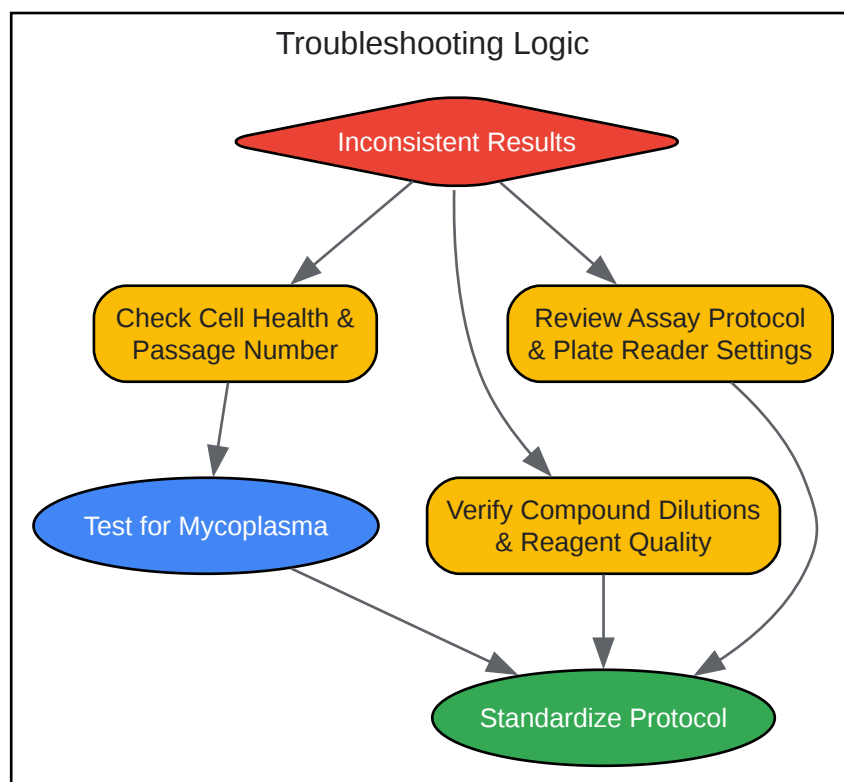 Troubleshooting Logic
Inconsistent Results
Check Cell Health &
Passage Number
Review Assay Protocol
& Plate Reader Settings
Test for Mycoplasma
Verify Compound Dilutions
& Reagent Quality
Standardize Protocol